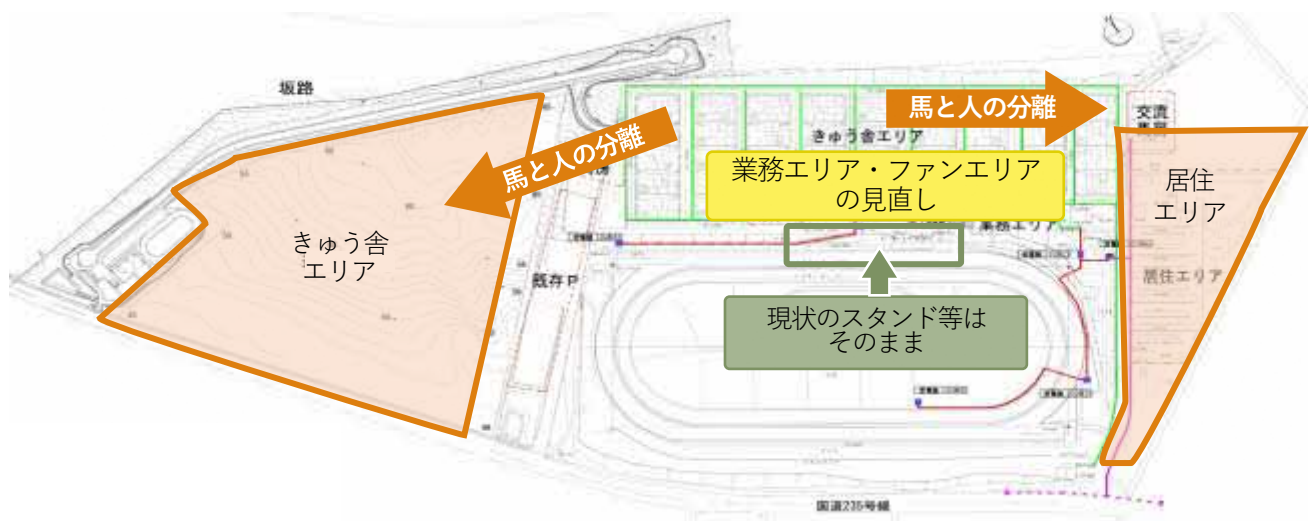 坂路
馬と人の分離
馬と人の分離
きゅう舎エリア
交流
業務エリア・ファンエリア
の見直し
居住
エリア
きゅう舎
エリア
業務エリア
居住エリア
既存P
現状のスタンド等は
そのまま
国道235号線